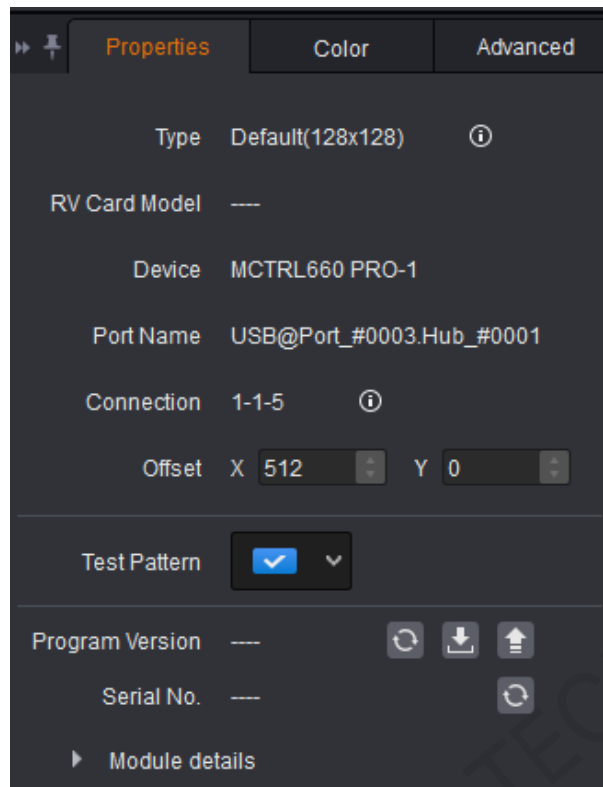 Properties Color Advanced
Type Default(128x128)
RV Card Model ----
Device MCTRL660 PRO-1
Port Name USB@Port_#0003.Hub_#0001
Connection 1-1-5
Offset X 512 Y 0
Test Pattern
Program Version ----
Serial No. ----
Module details
TEC